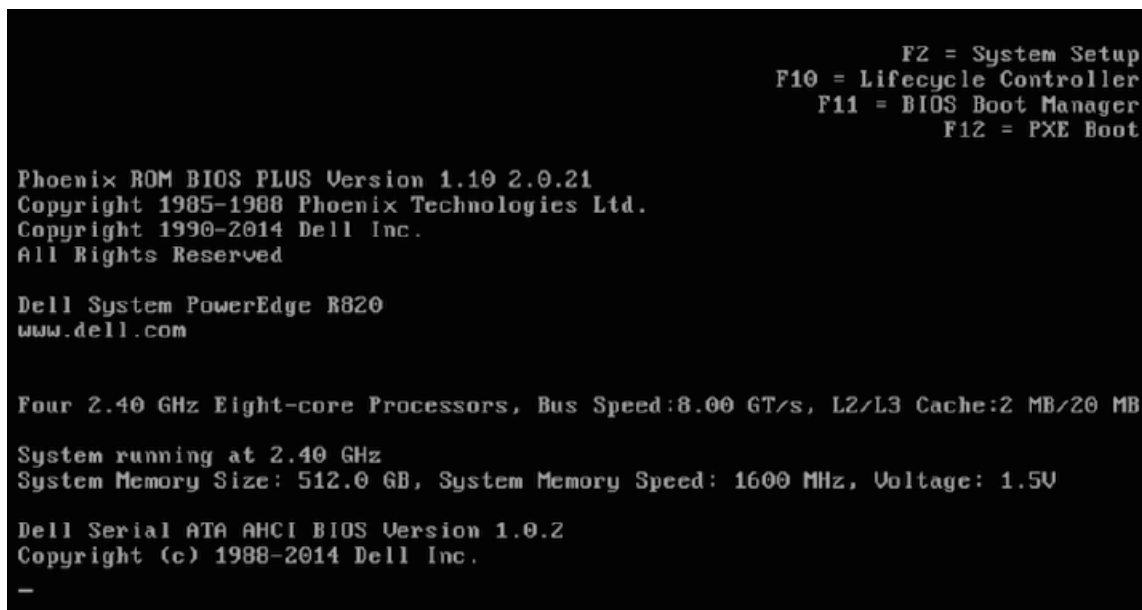 F2 = System Setup
F10 = Lifecycle Controller
F11 = BIOS Boot Manager
F12 = PXE Boot
Phoenix ROM BIOS PLUS Version 1.10 2.0.21
Copyright 1985-1988 Phoenix Technologies Ltd.
Copyright 1990-2014 Dell Inc.
All Rights Reserved
Dell System PowerEdge R820
www.dell.com
Four 2.40 GHz Eight-core Processors, Bus Speed:8.00 GT/s, L2/L3 Cache:2 MB/20 MB
System running at 2.40 GHz
System Memory Size: 512.0 GB, System Memory Speed: 1600 MHz, Voltage: 1.5V
Dell Serial ATA AHCI BIOS Version 1.0.2
Copyright (c) 1988-2014 Dell Inc.